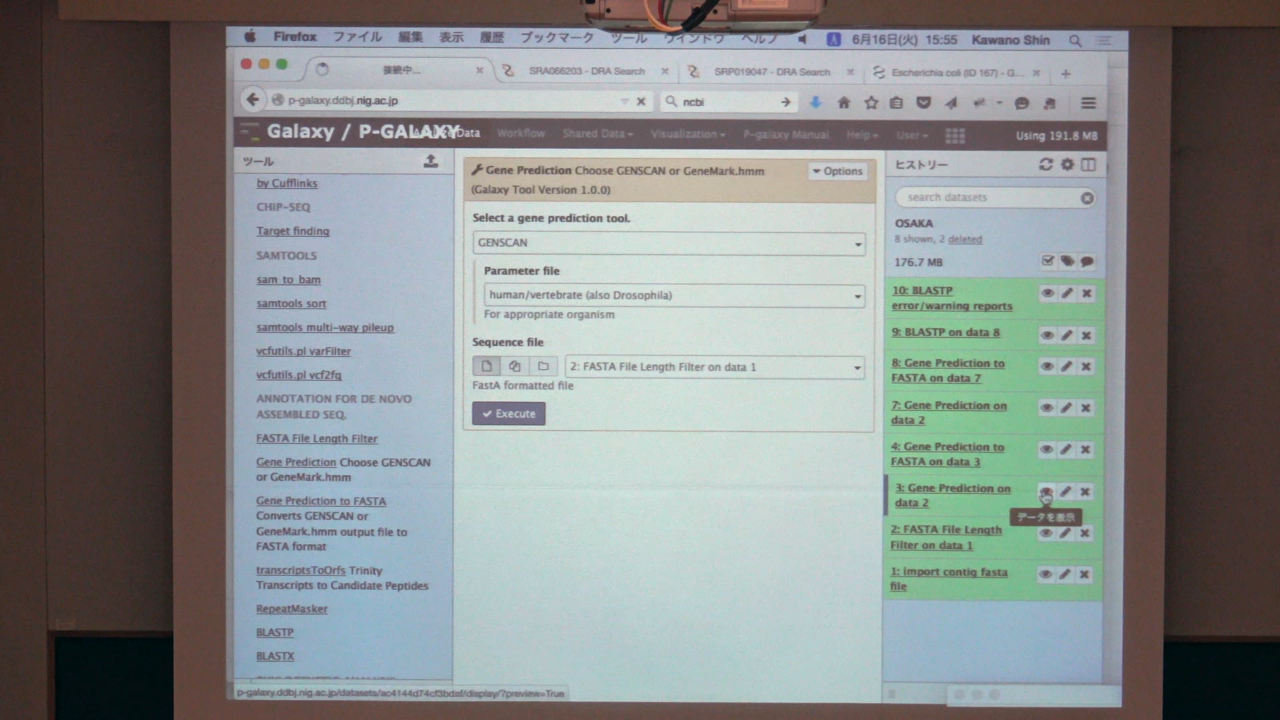 Firefox ファイル 編集 表示 履歴 ブックマーク ツール ウインドウ ヘルプ 6月16日(火) 15:55 Kawano Shin
接続中... SRA066203 - DRA Search SRP019047 - DRA Search Escherichia coli (ID 167) - G...
p-galaxy.ddbj.nig.ac.jp ncbi
Galaxy / P-GALAXY Analyze Data Workflow Shared Data Visualization P-galaxy Manual Help User Using 191.8 MB
ツール
by Cufflinks
CHIP-SEQ
Target finding
SAMTOOLS
sam to bam
samtools sort
samtools multi-way pileup
vcfutils.pl varFilter
vcfutils.pl vcf2fq
ANNOTATION FOR DE NOVO
ASSEMBLED SEQ.
FASTA File Length Filter
Gene Prediction Choose GENSCAN
or GeneMark.hmm
Gene Prediction to FASTA
Converts GENSCAN or
GeneMark.hmm output file to
FASTA format
transcriptsToOrfs Trinity
Transcripts to Candidate Peptides
RepeatMasker
BLASTP
BLASTX
p-galaxy.ddbj.nig.ac.jp/datasets/ac4144d74cf3bdaf/display/?preview=True
Gene Prediction Choose GENSCAN or GeneMark.hmm
(Galaxy Tool Version 1.0.0)
Options
Select a gene prediction tool.
GENSCAN
Parameter file
human/vertebrate (also Drosophila)
For appropriate organism
Sequence file
2: FASTA File Length Filter on data 1
FastA formatted file
Execute
ヒストリー
search datasets
OSAKA
8 shown, 2 deleted
176.7 MB
10: BLASTP
error/warning reports
9: BLASTP on data 8
8: Gene Prediction to
FASTA on data 7
7: Gene Prediction on
data 2
4: Gene Prediction to
FASTA on data 3
3: Gene Prediction on
data 2
データを表示
2: FASTA File Length
Filter on data 1
1: import contig fasta
file